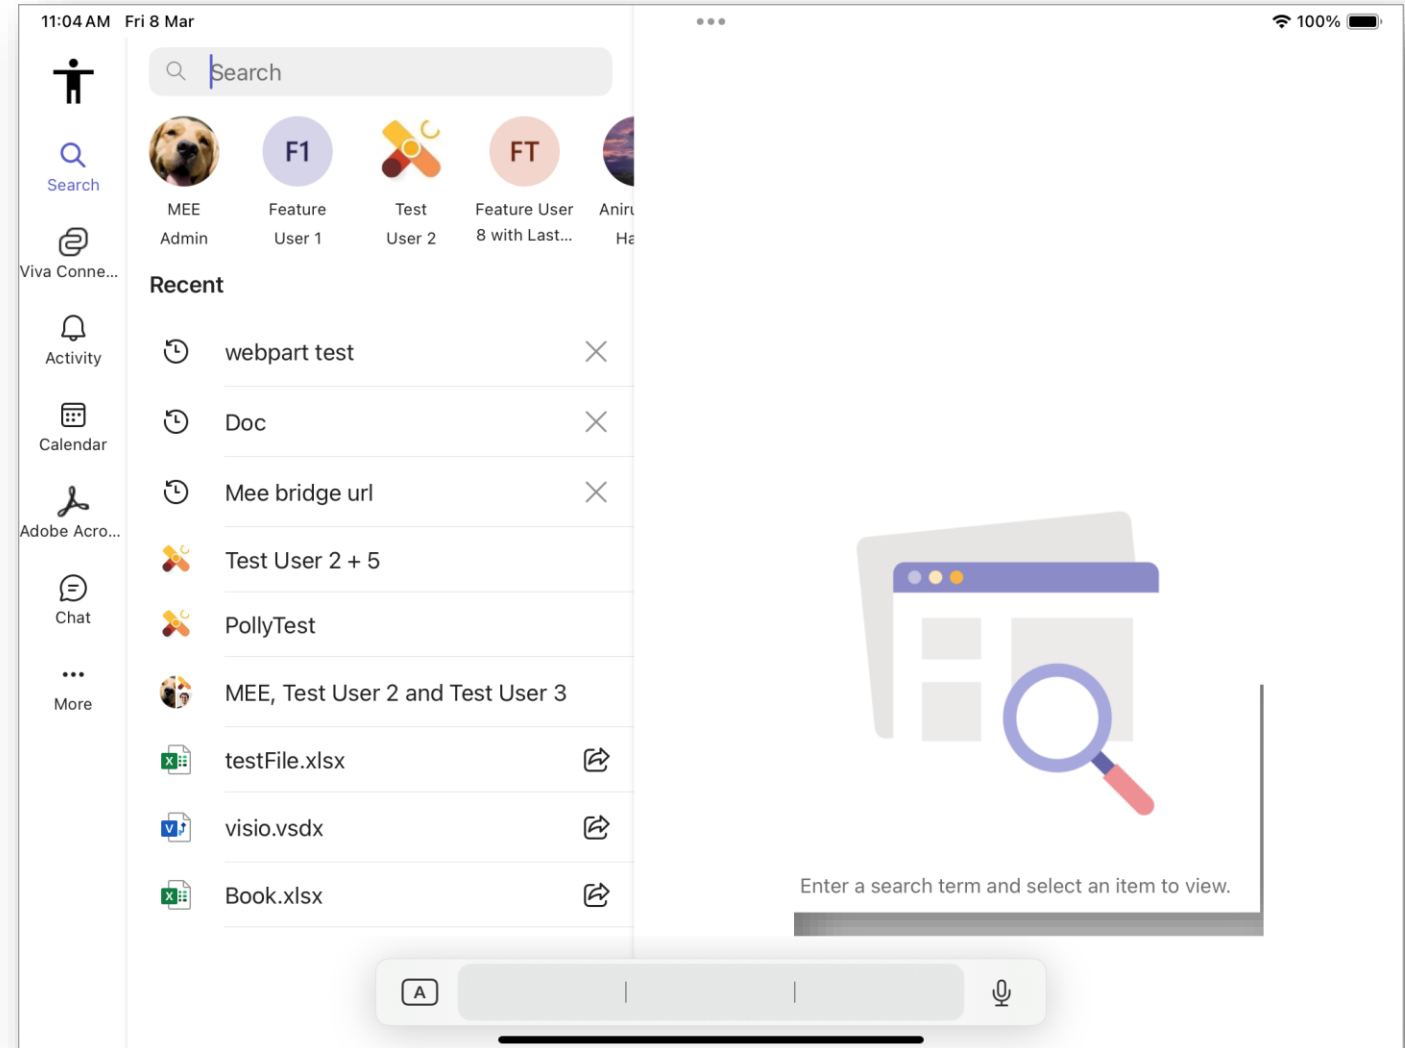 11:04 AM Fri 8 Mar
100%
Search
Search
Viva Conne...
Activity
Calendar
Adobe Acro...
Chat
More
F1
FT
MEE
Admin
Feature
User 1
Test
User 2
Feature User
8 with Last...
Recent
webpart test
Doc
Mee bridge url
Test User 2 + 5
PollyTest
MEE, Test User 2 and Test User 3
testFile.xlsx
visio.vsdx
Book.xlsx
Enter a search term and select an item to view.
A